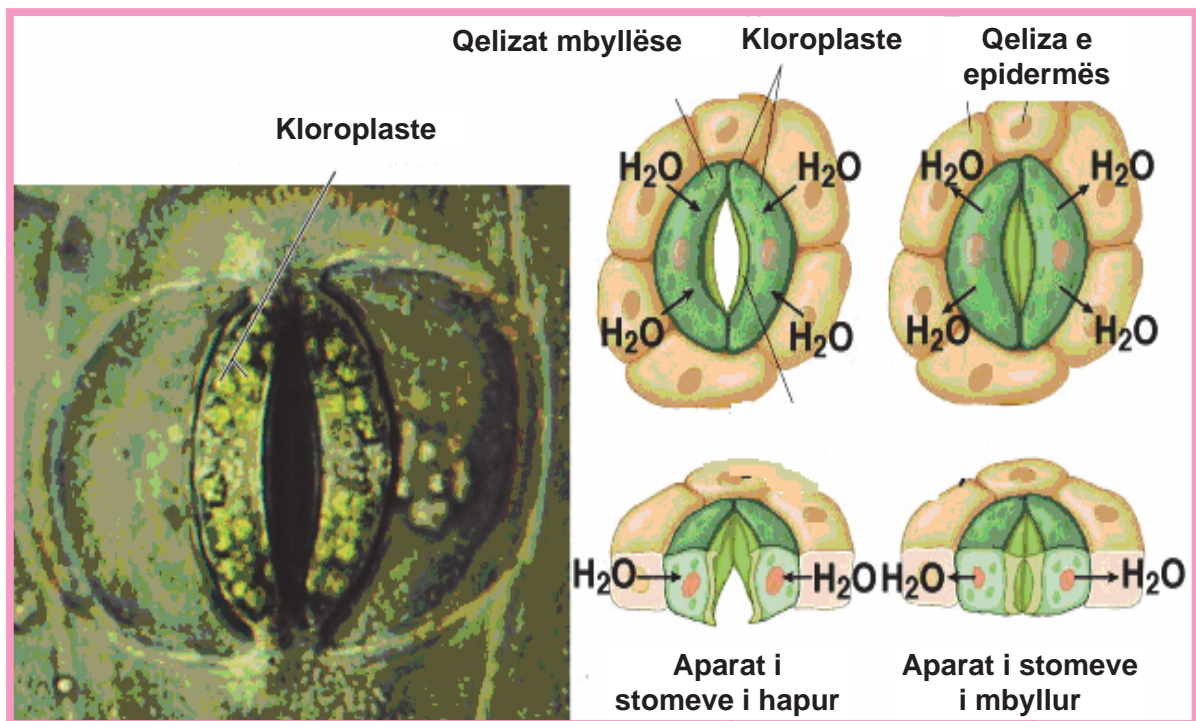 Qelizat mbyllëse
Kloroplaste
Qeliza e
epidermës
Kloroplaste
H₂O
H₂O
H₂O
H₂O
H₂O
H₂O
H₂O
H₂O
H₂O
H₂O
H₂O
H₂O
Aparat i
stomeve i hapur
Aparat i stomeve
i mbyllur